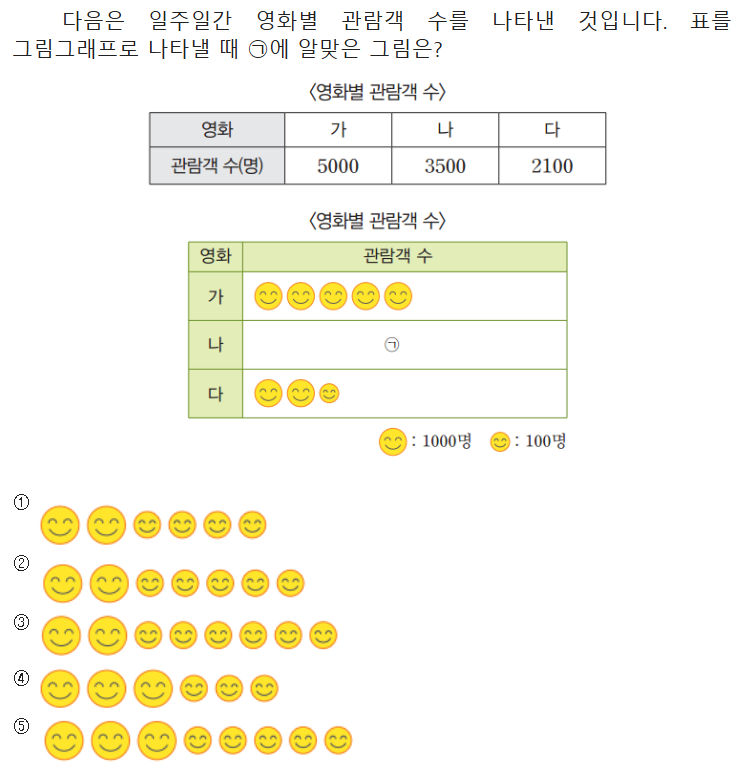 다음은 일주일간 영화별 관람객 수를 나타낸 것입니다. 표를
그림그래프로 나타낼 때 ㉠에 알맞은 그림은?
〈영화별 관람객 수〉
영화 가 나 다
관람객 수(명) 5000 3500 2100
〈영화별 관람객 수〉
영화 관람객 수
가
나 ㉠
다
: 1000명 : 100명
①
②
③
④
⑤